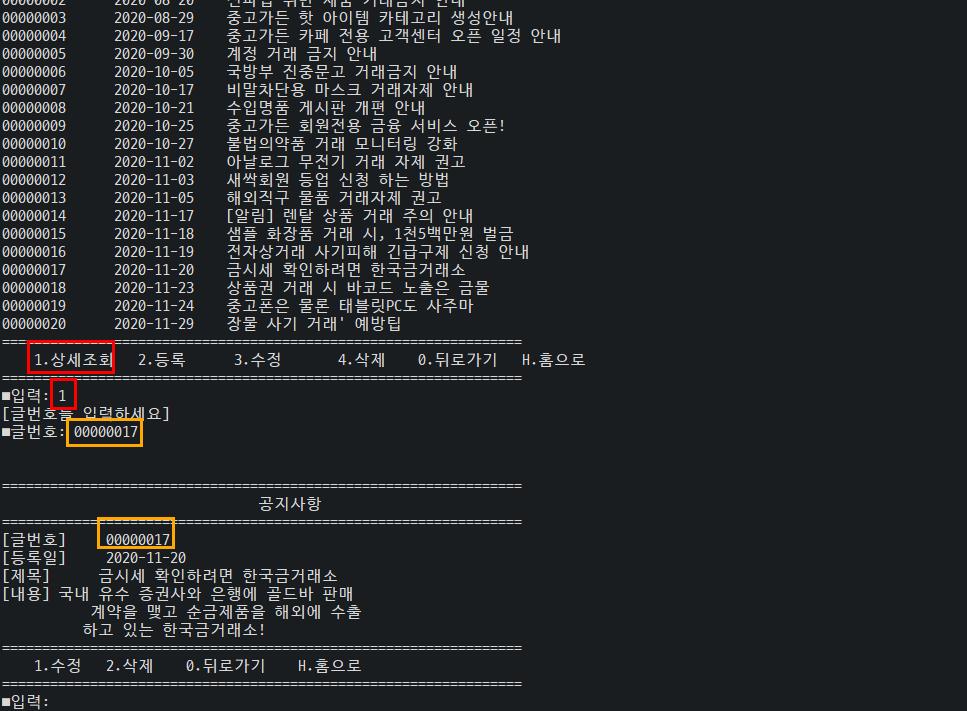 00000002 2020-08-20 안내
00000003 2020-08-29 중고가든 핫 아이템 카테고리 생성안내
00000004 2020-09-17 중고가든 카페 전용 고객센터 오픈 일정 안내
00000005 2020-09-30 계정 거래 금지 안내
00000006 2020-10-05 국방부 진중문고 거래금지 안내
00000007 2020-10-17 비말차단용 마스크 거래자제 안내
00000008 2020-10-21 수입명품 게시판 개편 안내
00000009 2020-10-25 중고가든 회원전용 금융 서비스 오픈!
00000010 2020-10-27 불법의약품 거래 모니터링 강화
00000011 2020-11-02 아날로그 무전기 거래 자제 권고
00000012 2020-11-03 새싹회원 등업 신청 하는 방법
00000013 2020-11-05 해외직구 물품 거래자제 권고
00000014 2020-11-17 [알림] 렌탈 상품 거래 주의 안내
00000015 2020-11-18 샘플 화장품 거래 시, 1천5백만원 벌금
00000016 2020-11-19 전자상거래 사기피해 긴급구제 신청 안내
00000017 2020-11-20 금시세 확인하려면 한국금거래소
00000018 2020-11-23 상품권 거래 시 바코드 노출은 금물
00000019 2020-11-24 중고폰은 물론 태블릿PC도 사주마
00000020 2020-11-29 장물 사기 거래' 예방팁
=================================================================
1.상세조회 2.등록 3.수정 4.삭제 0.뒤로가기 H.홈으로
=================================================================
■입력: 1
[글번호를 입력하세요]
■글번호: 00000017
=================================================================
공지사항
=================================================================
[글번호] 00000017
[등록일] 2020-11-20
[제목] 금시세 확인하려면 한국금거래소
[내용] 국내 유수 증권사와 은행에 골드바 판매
계약을 맺고 순금제품을 해외에 수출
하고 있는 한국금거래소!
=================================================================
1.수정 2.삭제 0.뒤로가기 H.홈으로
=================================================================
■입력: